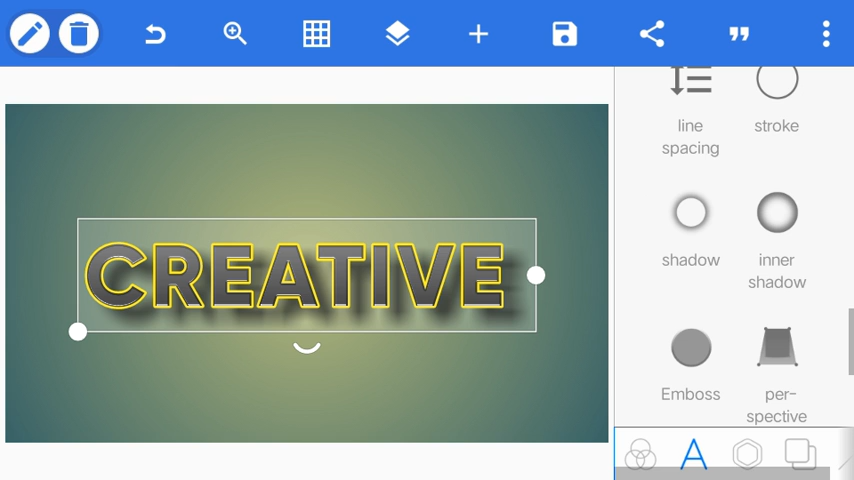 line
spacing
stroke
shadow
inner
shadow
Emboss
per-
spective
CREATIVE